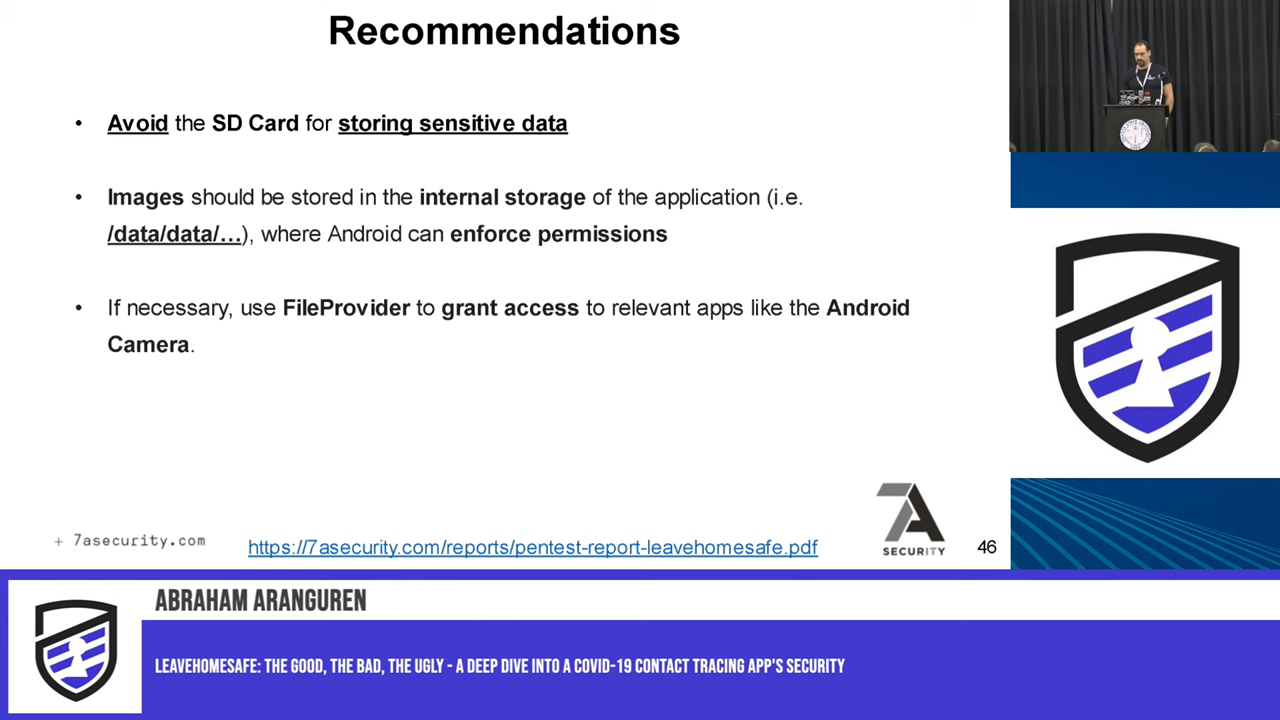 Recommendations
• Avoid the SD Card for storing sensitive data
• Images should be stored in the internal storage of the application (i.e.
/data/data/…), where Android can enforce permissions
• If necessary, use FileProvider to grant access to relevant apps like the Android
Camera.
+ 7asecurity.com
https://7asecurity.com/reports/pentest-report-leavehomesafe.pdf
7A
SECURITY
46
ABRAHAM ARANGUREN
LEAVEHOMESAFE: THE GOOD, THE BAD, THE UGLY - A DEEP DIVE INTO A COVID-19 CONTACT TRACING APP'S SECURITY